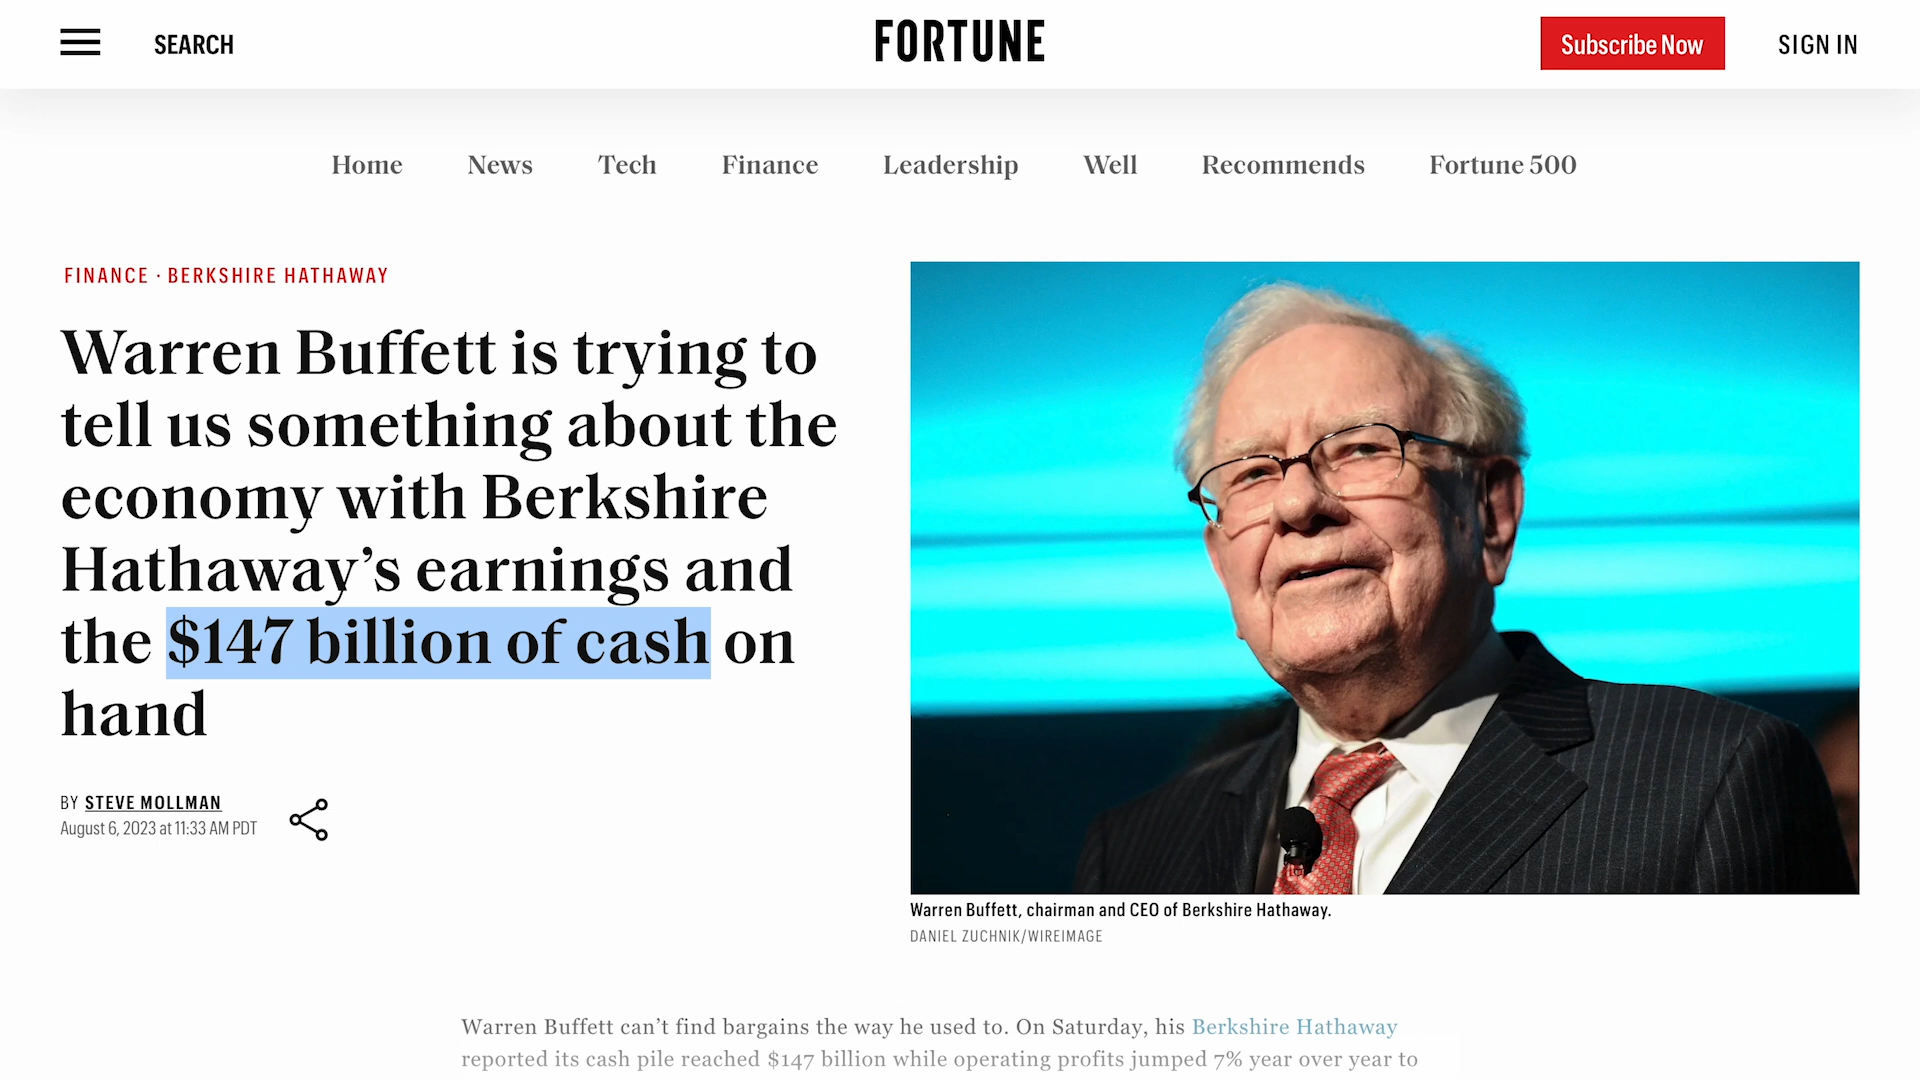 SEARCH
FORTUNE
Subscribe Now
SIGN IN
Home News Tech Finance Leadership Well Recommends Fortune 500
FINANCE · BERKSHIRE HATHAWAY
Warren Buffett is trying to
tell us something about the
economy with Berkshire
Hathaway’s earnings and
the $147 billion of cash on
hand
BY STEVE MOLLMAN
August 6, 2023 at 11:33 AM PDT
Warren Buffett, chairman and CEO of Berkshire Hathaway.
DANIEL ZUCHNIK/WIREIMAGE
Warren Buffett can’t find bargains the way he used to. On Saturday, his Berkshire Hathaway
reported its cash pile reached $147 billion while operating profits jumped 7% year over year to